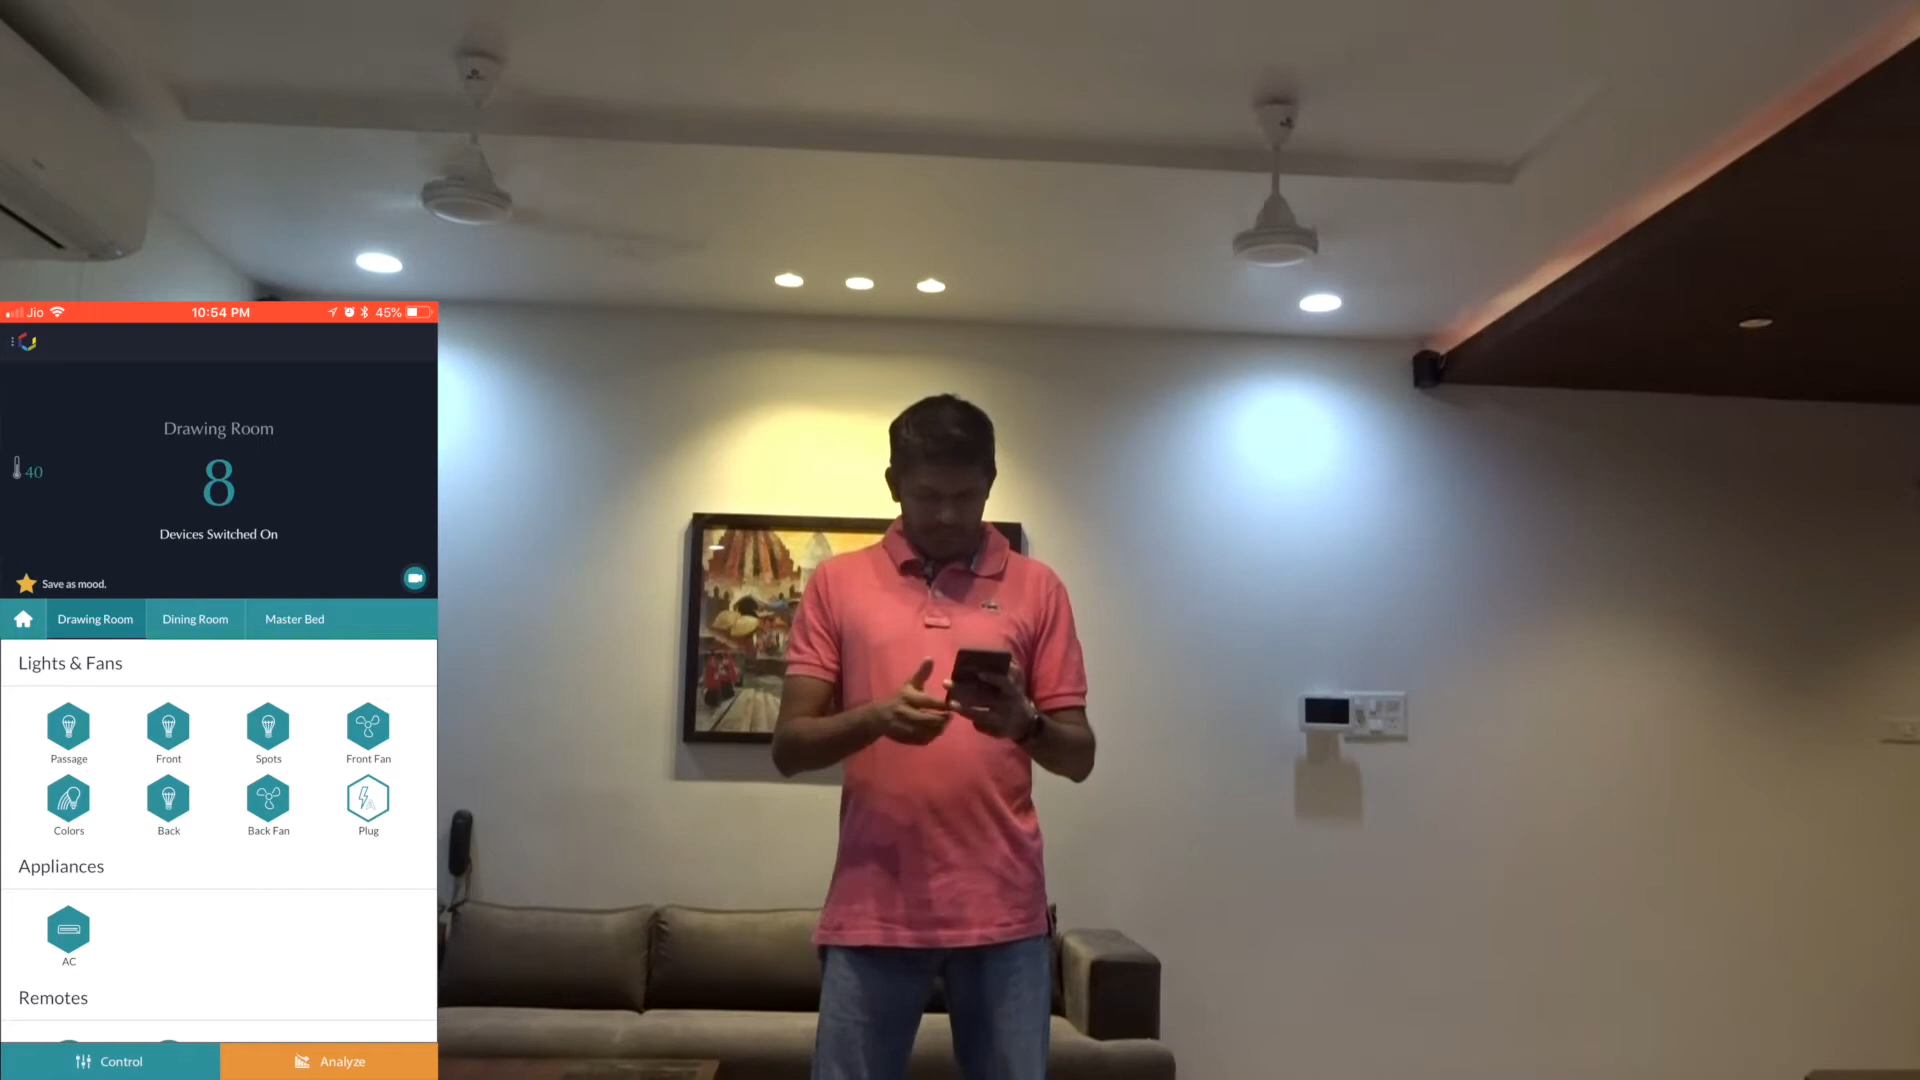 Jio
10:54 PM
45%
Drawing Room
40
8
Devices Switched On
Save as mood.
Drawing Room
Dining Room
Master Bed
Lights & Fans
Passage
Front
Spots
Front Fan
Colors
Back
Back Fan
Plug
Appliances
AC
Remotes
Control
Analyze